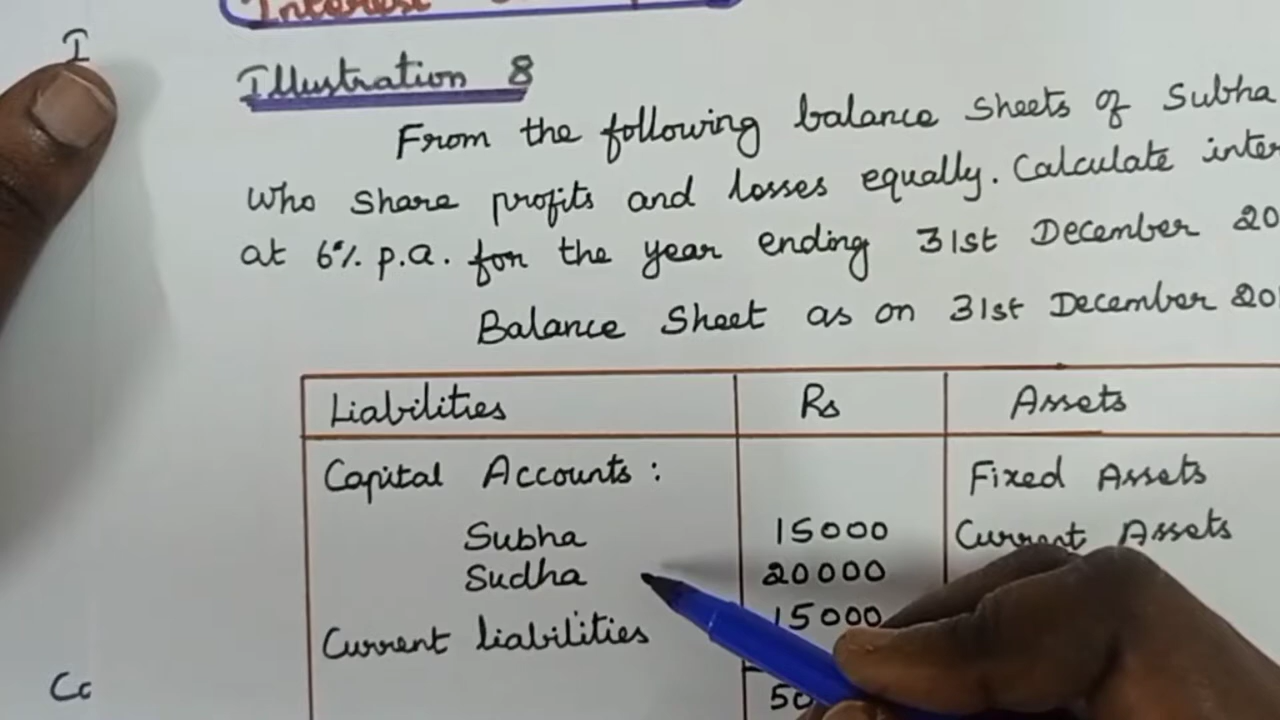 Interest
I
Illustration 8
From the following balance sheets of Subha
who share profits and losses equally. Calculate inter
at 6% p.a. for the year ending 31st December 20
Balance Sheet as on 31st December 20
Liabilities Rs Assets
Capital Accounts : Fixed Assets
Subha 15000 Current Assets
Sudha 20000
Current liabilities 15000
50